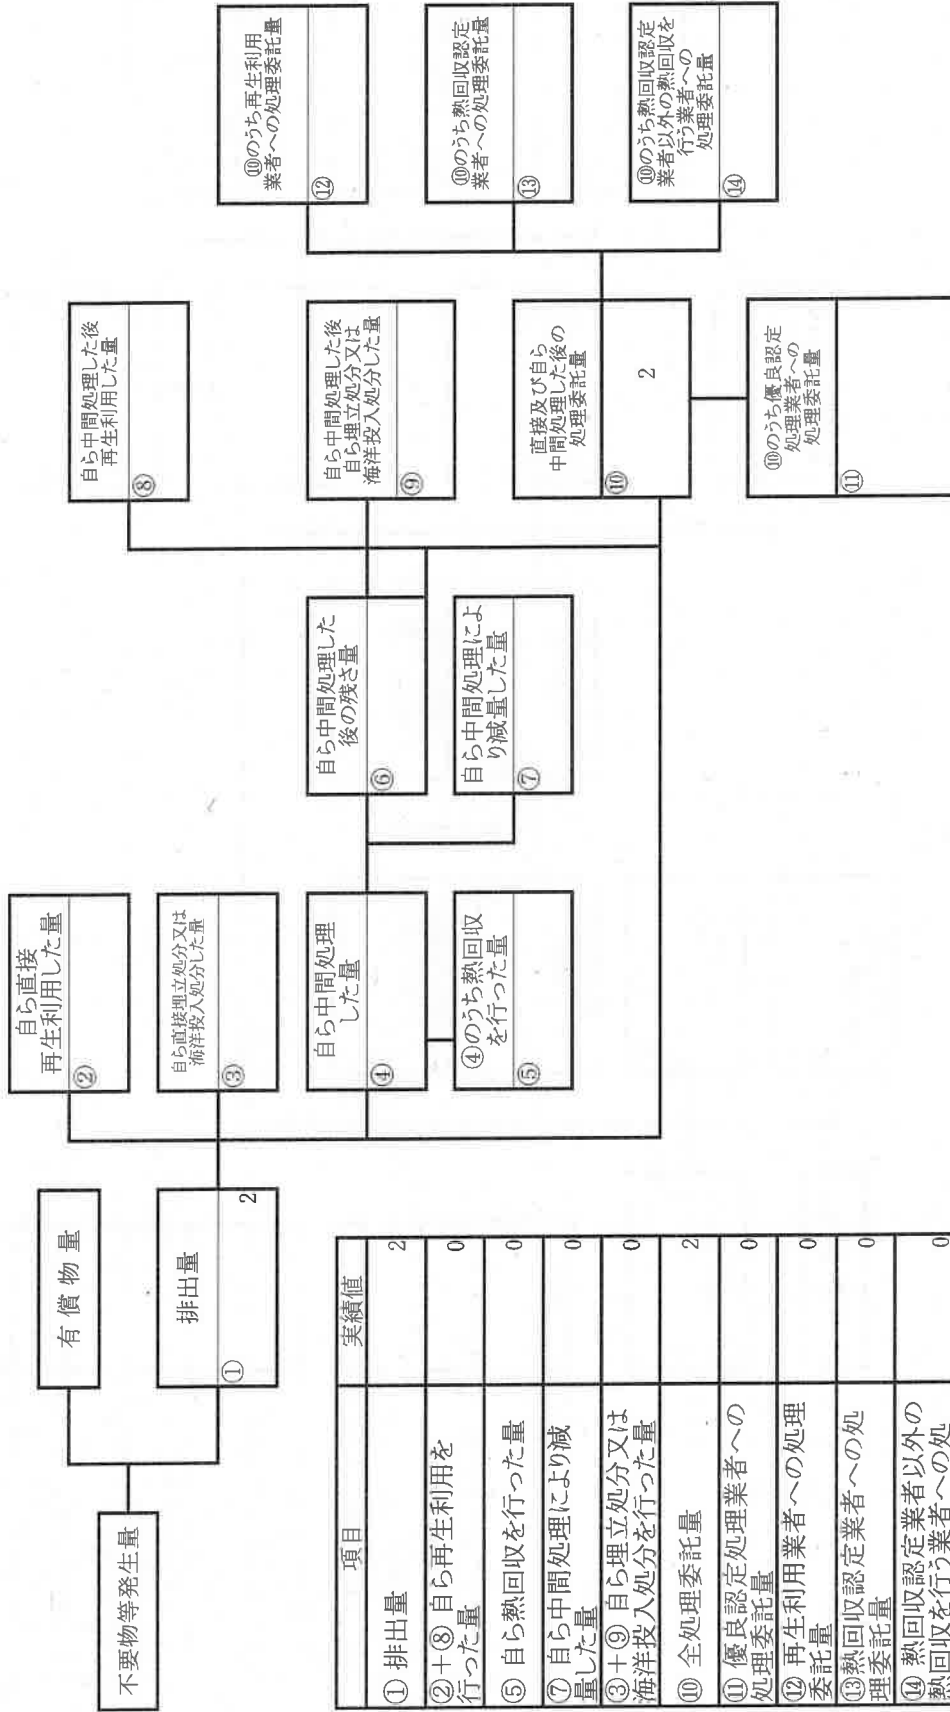 不要物等発生量
有償物量
排出量
①
2
自ら直接
再生利用した量
②
自ら直接埋立処分又は
海洋投入処分した量
③
自ら中間処理
した量
④
④のうち熱回収
を行った量
⑤
自ら中間処理した
後の残さ量
⑥
自ら中間処理によ
り減量した量
⑦
自ら中間処理した後
再生利用した量
⑧
自ら中間処理した後
自ら埋立処分又は
海洋投入処分した量
⑨
直接及び自ら
中間処理した後の
処理委託量
⑩
2
⑩のうち優良認定
処理業者への
処理委託量
⑪
⑩のうち再生利用
業者への処理委託量
⑫
⑩のうち熱回収認定
業者への処理委託量
⑬
⑩のうち熱回収認定
業者以外の熱回収を
行う業者への
処理委託量
⑭
項目 実績値
①排出量 2
②+⑧ 自ら再生利用を
行った量 0
⑤ 自ら熱回収を行った量 0
⑦ 自ら中間処理により減
量した量 0
③+⑨ 自ら埋立処分又は
海洋投入処分を行った量 0
⑩ 全処理委託量 2
⑪ 優良認定処理業者への
処理委託量 0
⑫ 再生利用業者への処理
委託量 0
⑬熱回収認定業者への処
理委託量 0
⑭ 熱回収認定業者以外の
熱回収を行う業者への処 0